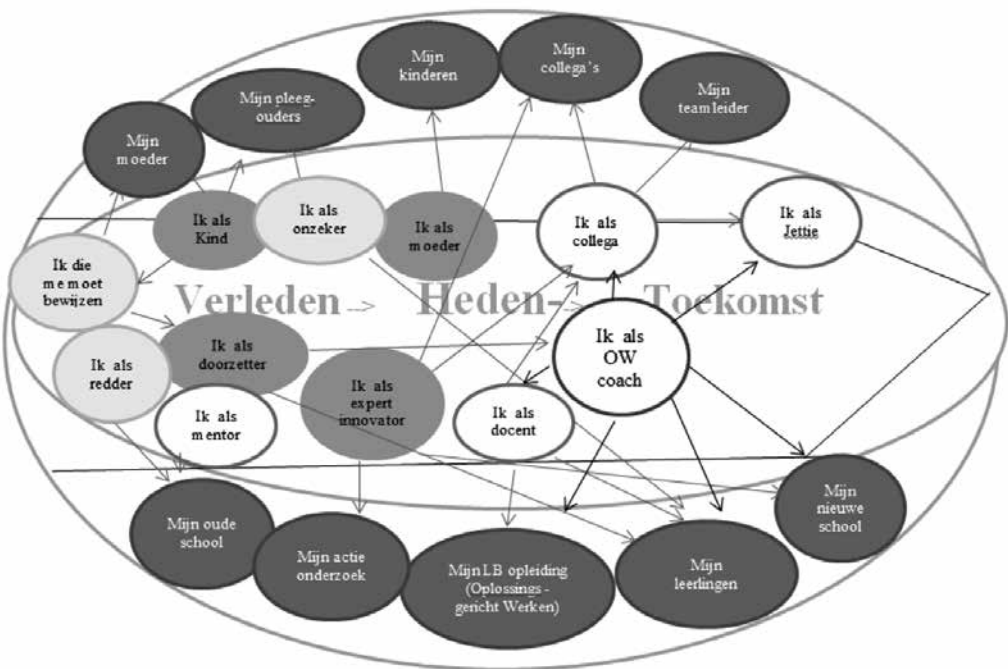 Mijn
kinderen
Mijn
collega's
Mijn pleeg-
ouders
Mijn
teamleider
Mijn
moeder
Ik als
Kind
Ik als
onzeker
Ik als
moeder
Ik als
collega
Ik als
Jettie
Ik die
me moet
bewijzen
Verleden
Heden-
Toekomst
Ik als
redder
Ik als
doorzetter
Ik als
mentor
Ik als
expert
innovator
Ik als
docent
Ik als
OW
coach
Mijn oude
school
Mijn actie
onderzoek
Mijn LB opleiding
(Oplossings-
gericht Werken)
Mijn
leerlingen
Mijn
nieuwe
school